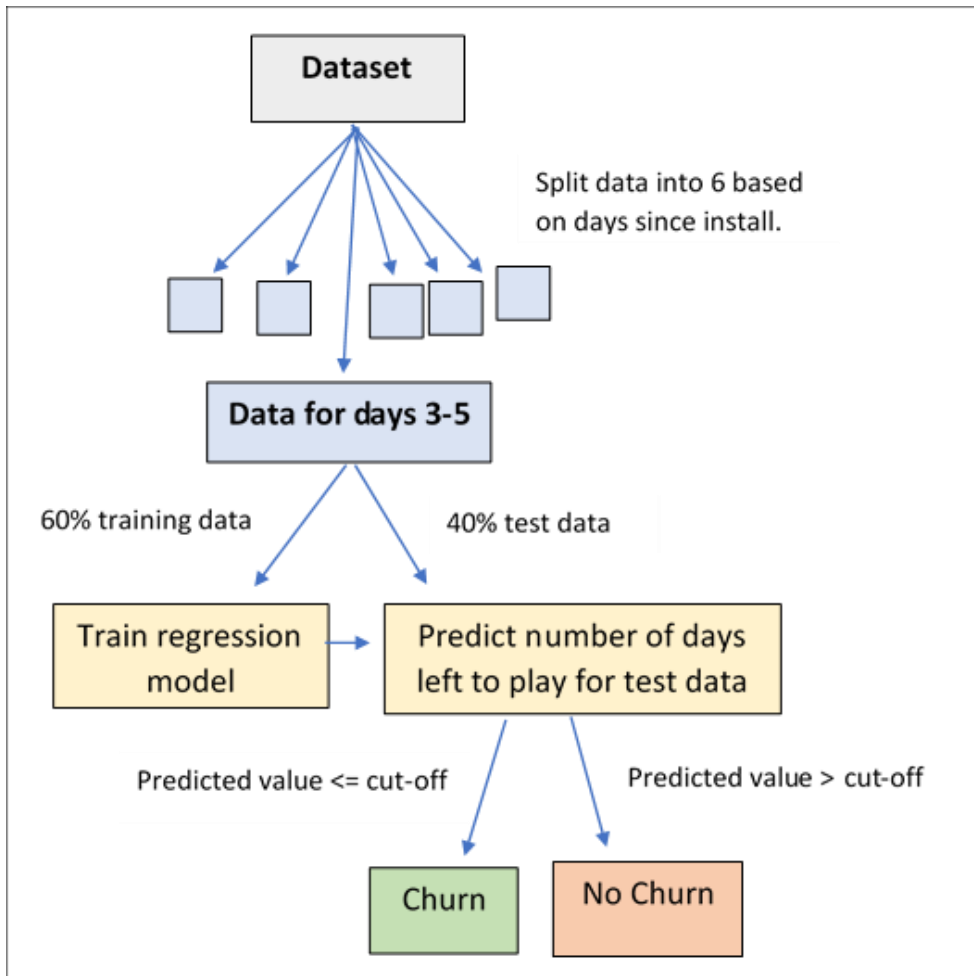 Dataset
Split data into 6 based
on days since install.
Data for days 3-5
60% training data
40% test data
Train regression
model
Predict number of days
left to play for test data
Predicted value <= cut-off
Predicted value > cut-off
Churn
No Churn